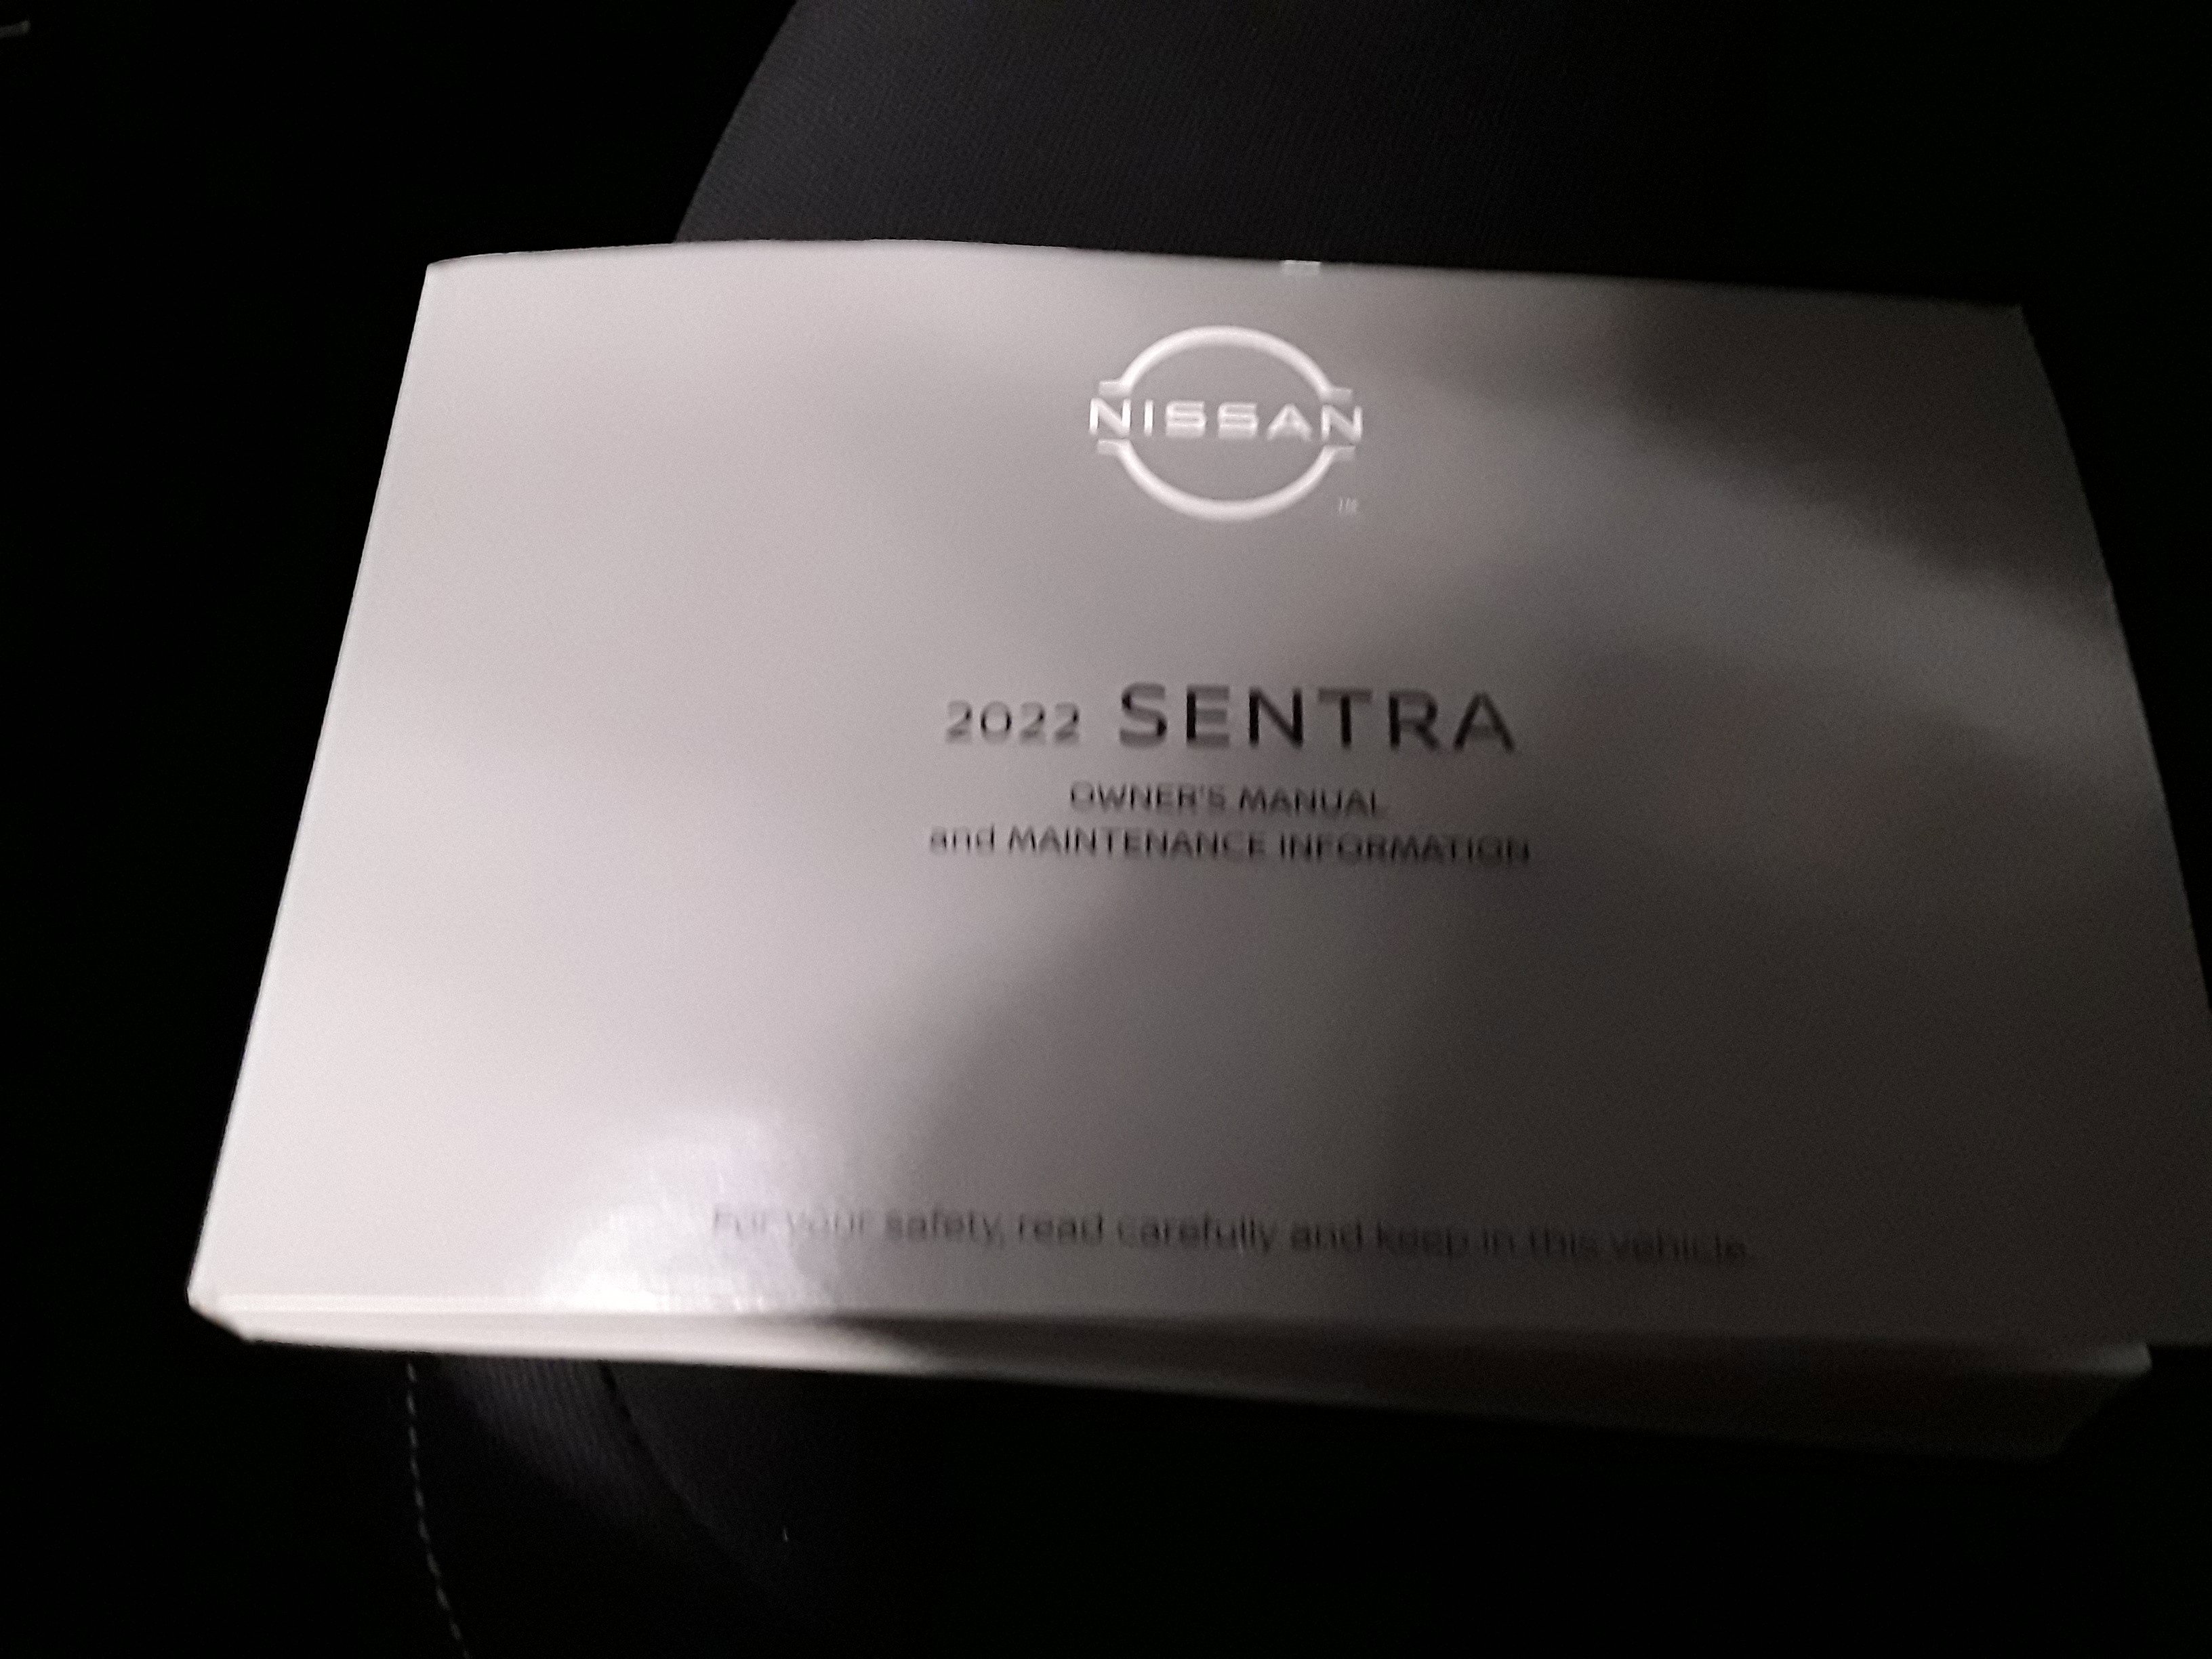 NISSAN
2022 SENTRA
OWNER'S MANUAL
and MAINTENANCE INFORMATION
For your safety, read carefully and keep in this vehicle.